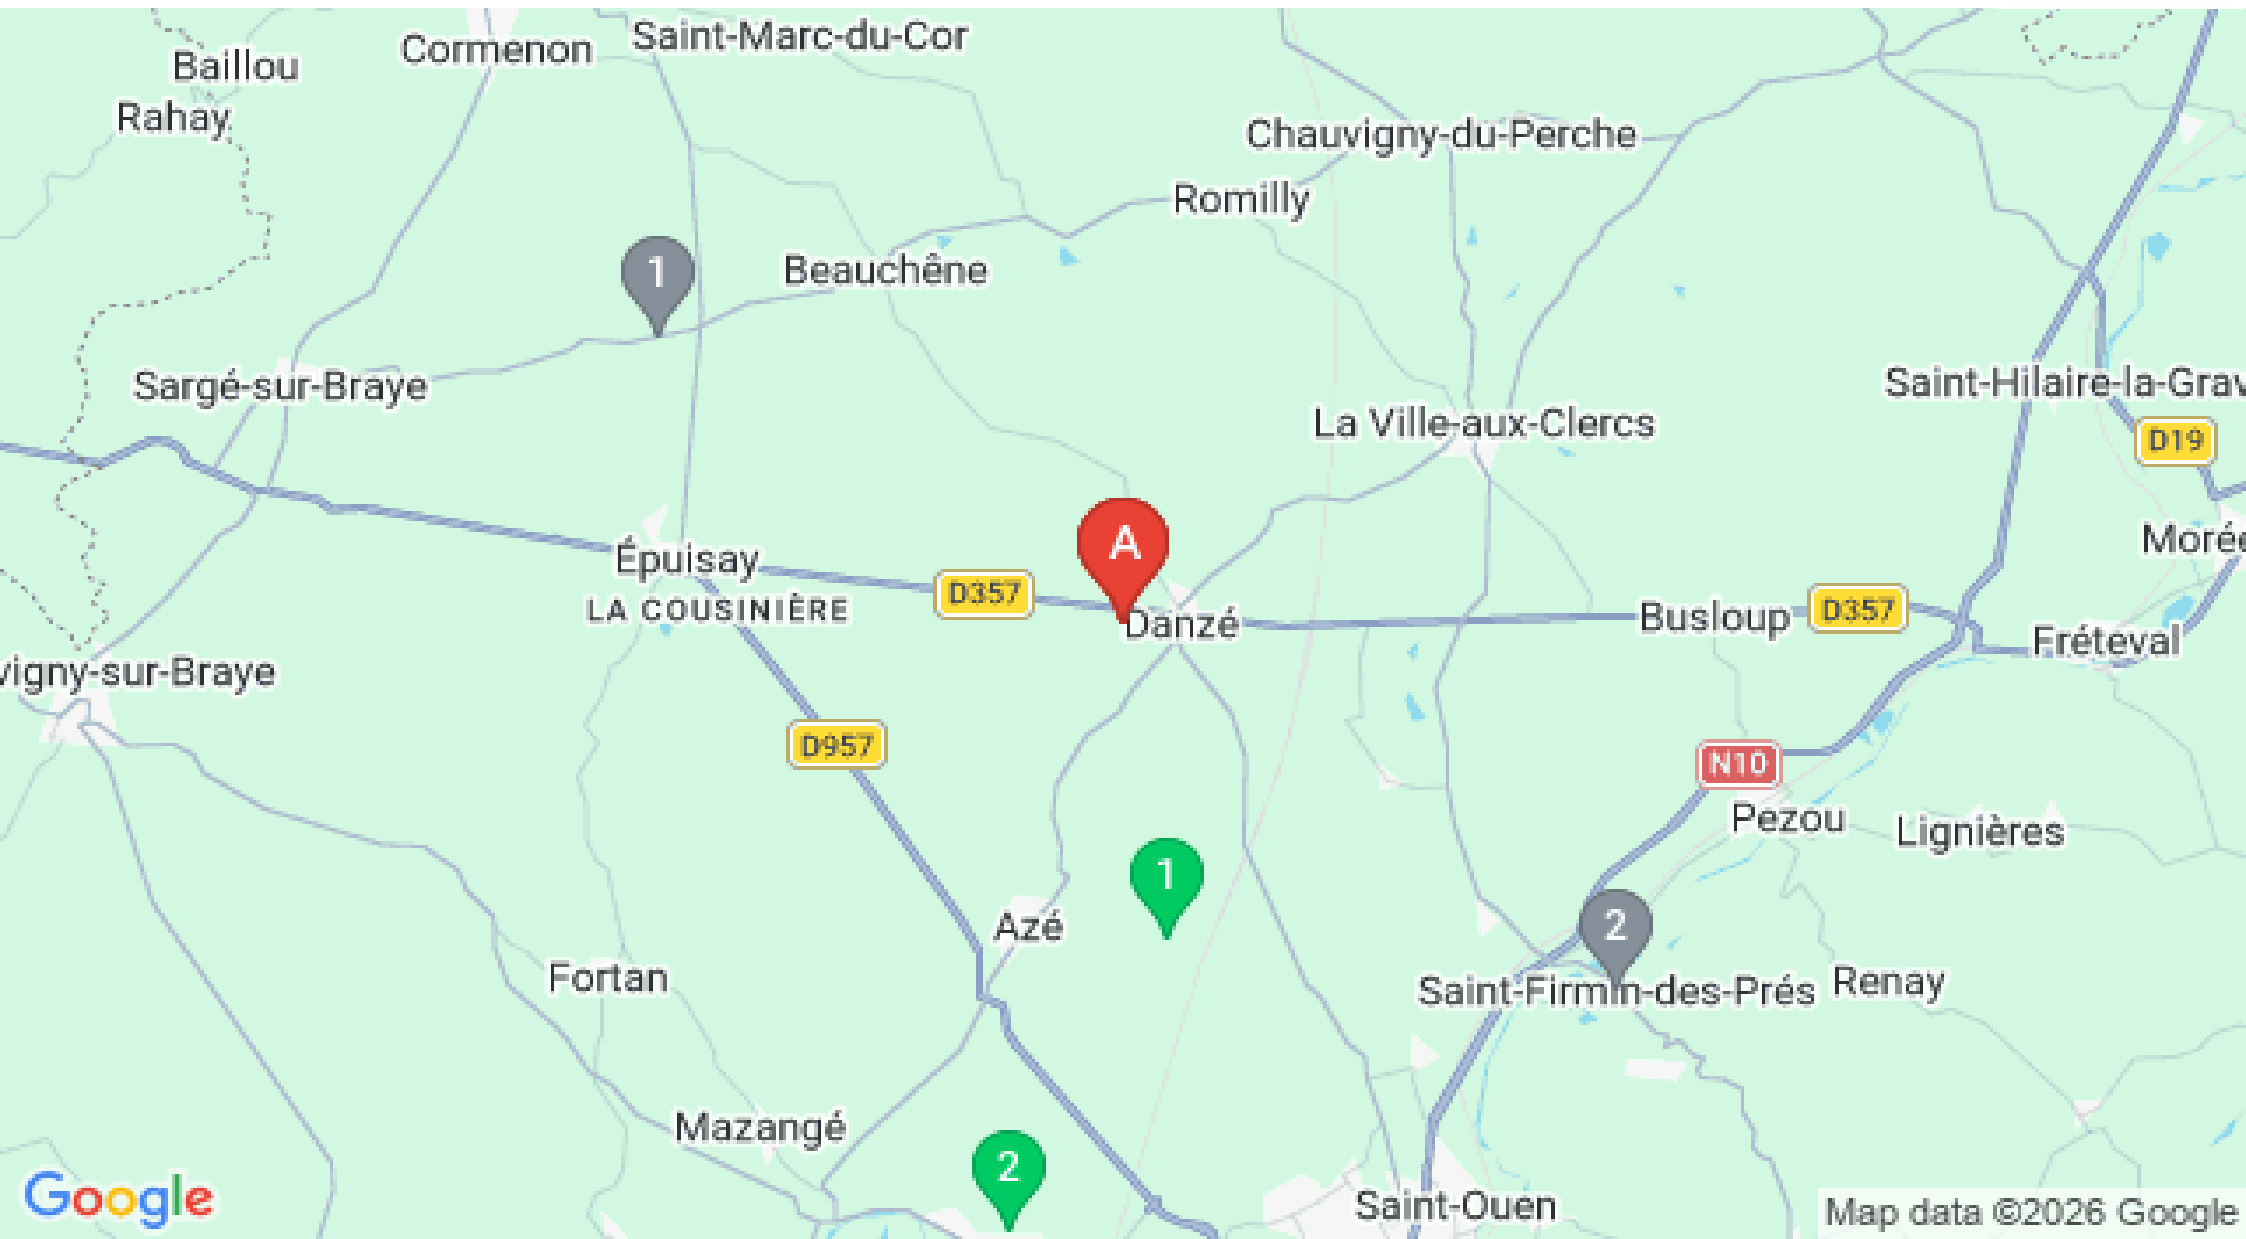 Saint-Marc-du-Cor
Cormenon
Baillou
Rahay
Chauvigny-du-Perche
Romilly
1
Beauchêne
Sargé-sur-Braye
Saint-Hilaire-la-Grav
La Ville-aux-Clercs
D19
A
Morée
Épuisay
D357
LA COUSINIÈRE
Danzé
Busloup
D357
Fréteval
vigny-sur-Braye
D957
N10
Pezou
Lignières
1
2
Azé
Fortan
Saint-Firmin-des-Prés
Renay
Mazangé
2
Saint-Ouen
Google
Map data ©2026 Google